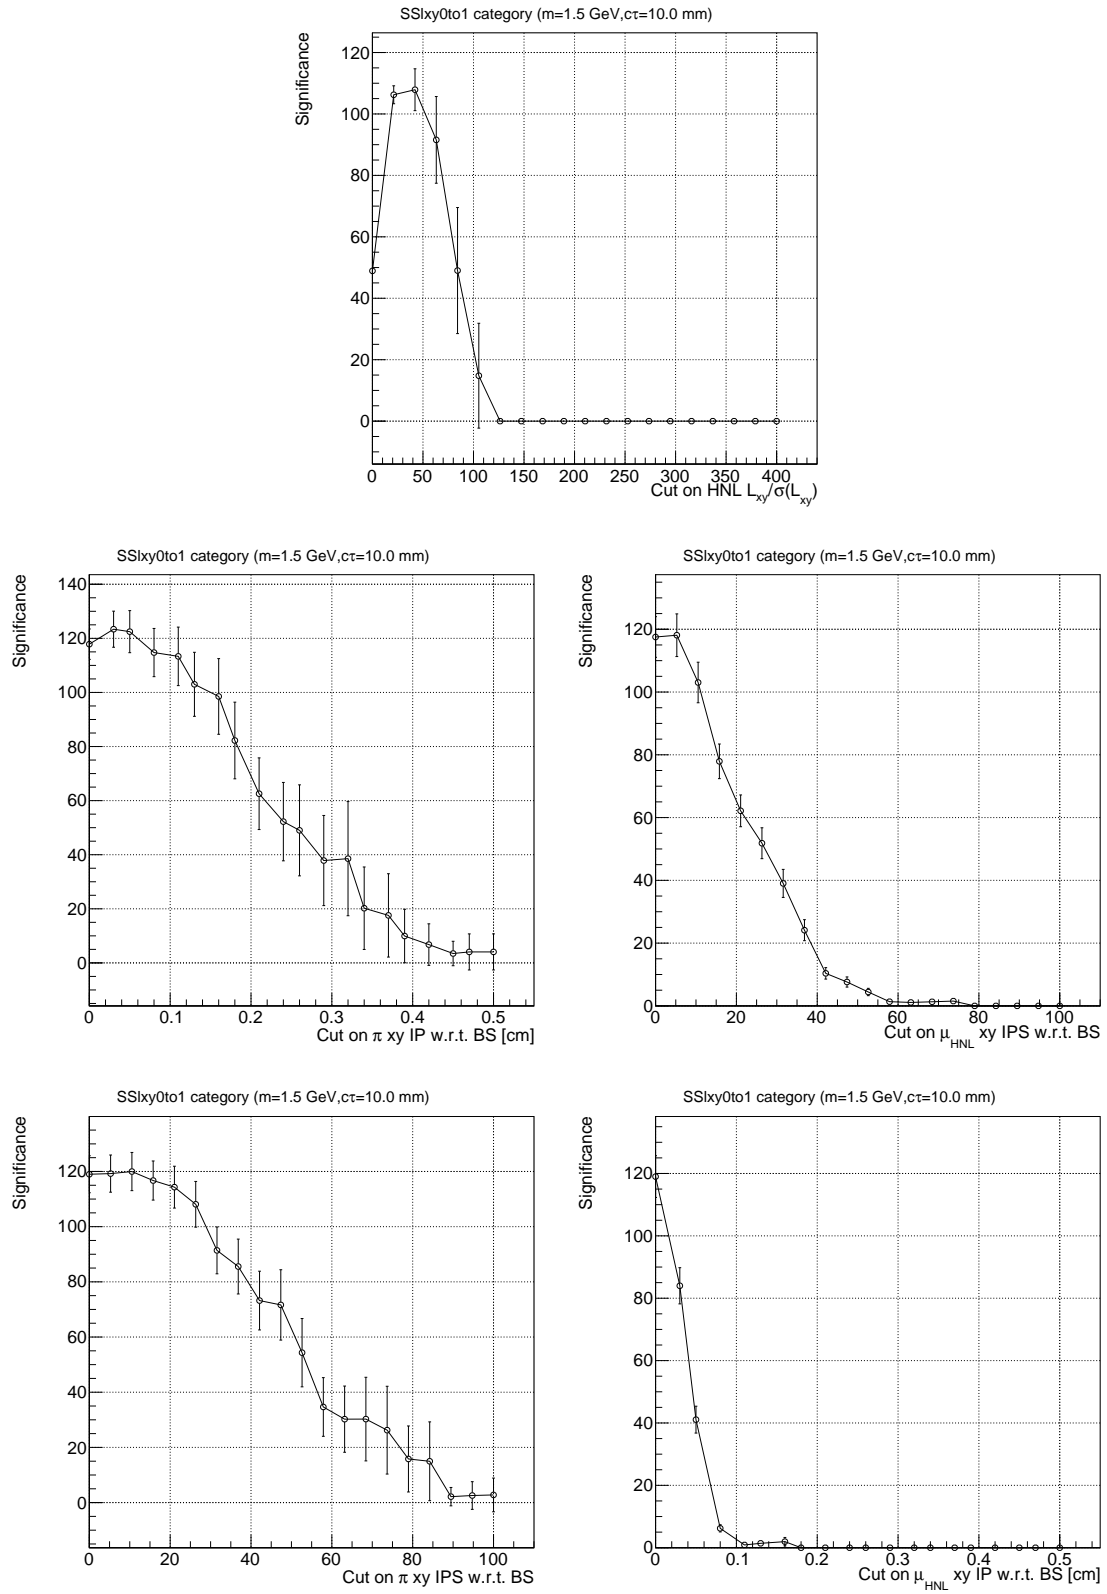 SSlxy0to1 category (m=1.5 GeV,cτ=10.0 mm)
Significance
120
100
80
60
40
20
0
0 50 100 150 200 250 300 350 400
Cut on HNL L_xy/σ(L_xy)
SSlxy0to1 category (m=1.5 GeV,cτ=10.0 mm)
Significance
140
120
100
80
60
40
20
0
0 0.1 0.2 0.3 0.4 0.5
Cut on π xy IP w.r.t. BS [cm]
SSlxy0to1 category (m=1.5 GeV,cτ=10.0 mm)
Significance
120
100
80
60
40
20
0
0 20 40 60 80 100
Cut on μ_HNL xy IPS w.r.t. BS
SSlxy0to1 category (m=1.5 GeV,cτ=10.0 mm)
Significance
120
100
80
60
40
20
0
0 20 40 60 80 100
Cut on π xy IPS w.r.t. BS
SSlxy0to1 category (m=1.5 GeV,cτ=10.0 mm)
Significance
120
100
80
60
40
20
0
0 0.1 0.2 0.3 0.4 0.5
Cut on μ_HNL xy IP w.r.t. BS [cm]